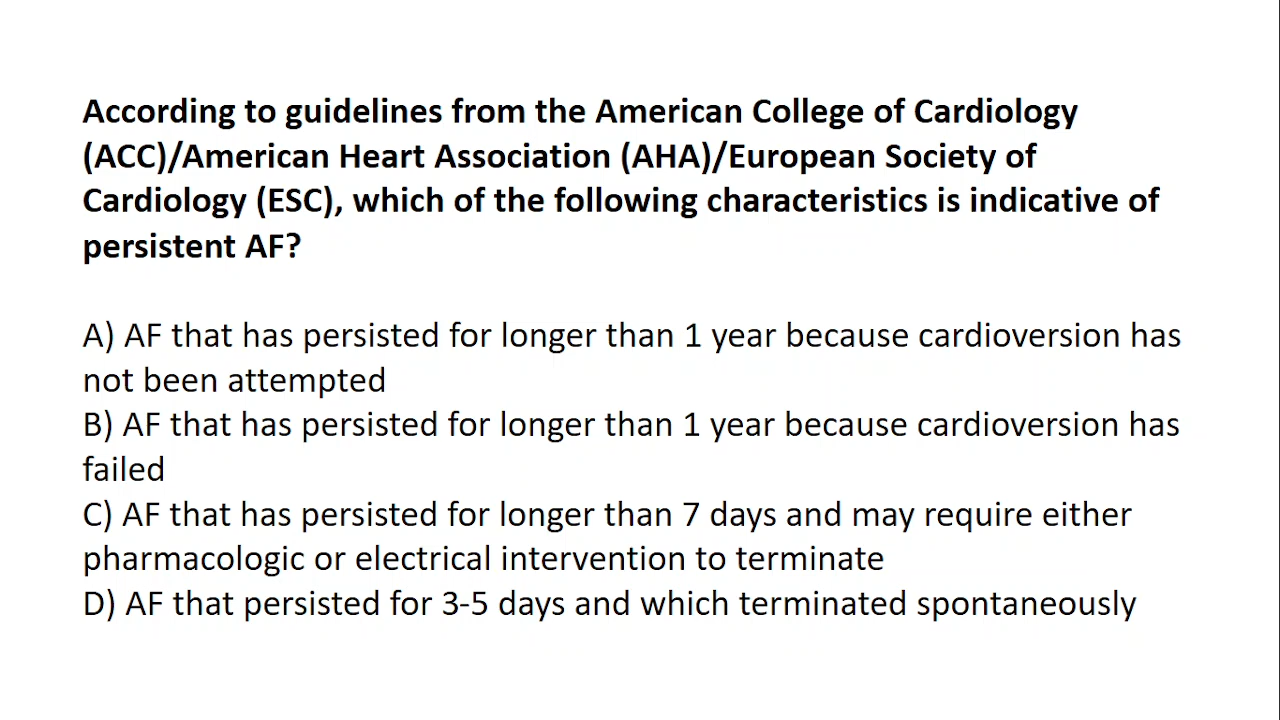 According to guidelines from the American College of Cardiology
(ACC)/American Heart Association (AHA)/European Society of
Cardiology (ESC), which of the following characteristics is indicative of
persistent AF?
A) AF that has persisted for longer than 1 year because cardioversion has
not been attempted
B) AF that has persisted for longer than 1 year because cardioversion has
failed
C) AF that has persisted for longer than 7 days and may require either
pharmacologic or electrical intervention to terminate
D) AF that persisted for 3-5 days and which terminated spontaneously